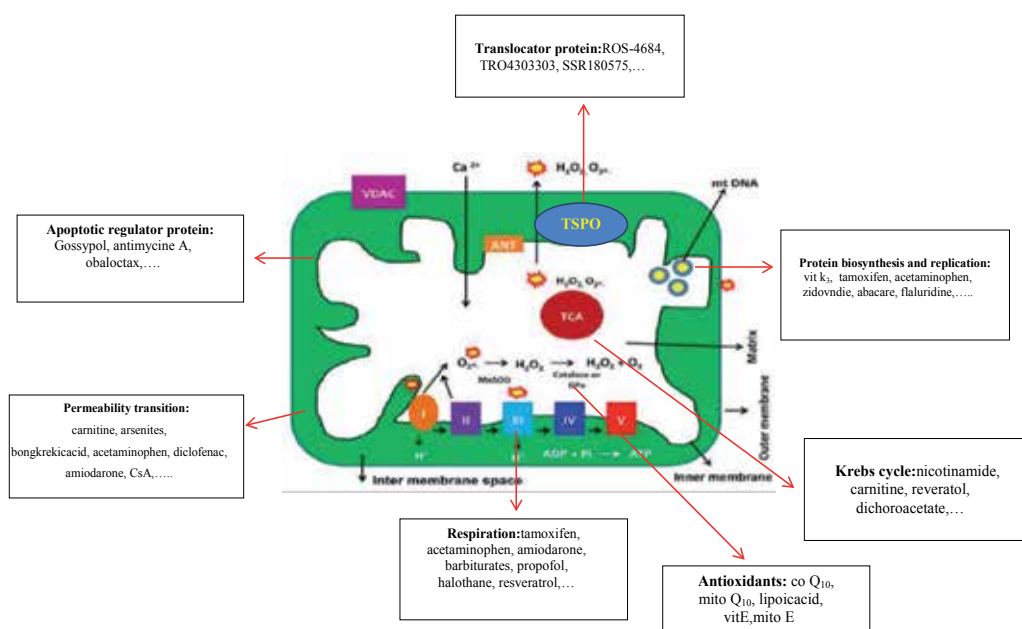 Translocator protein:ROS-4684,
TRO4303303, SSR180575,…
Ca 2+
H2O2, O2•-
mt DNA
VDAC
TSPO
ANT
Apoptotic regulator protein:
Gossypol, antimycine A,
obaloctax,….
Protein biosynthesis and replication:
vit k3, tamoxifen, acetaminophen,
zidovndie, abacare, flaluridine,…..
H2O2, O2•-
TCA
Matrix
O2•- H2O2 H2O2 + O2
MnSOD
Catalase or
GPx
Outer membrane
Permeability transition:
carnitine, arsenites,
bongkrekicacid, acetaminophen, diclofenac,
amiodarone, CsA,…..
I II III IV V
H+ H+ ADP + Pi ATP
Inter membrane space
Inner membrane
Krebs cycle:nicotinamide,
carnitine, reveratol,
dichoroacetate,…
Respiration:tamoxifen,
acetaminophen, amiodarone,
barbiturates, propofol,
halothane, resveratrol,…
Antioxidants: co Q10,
mito Q10, lipoicacid,
vitE,mito E